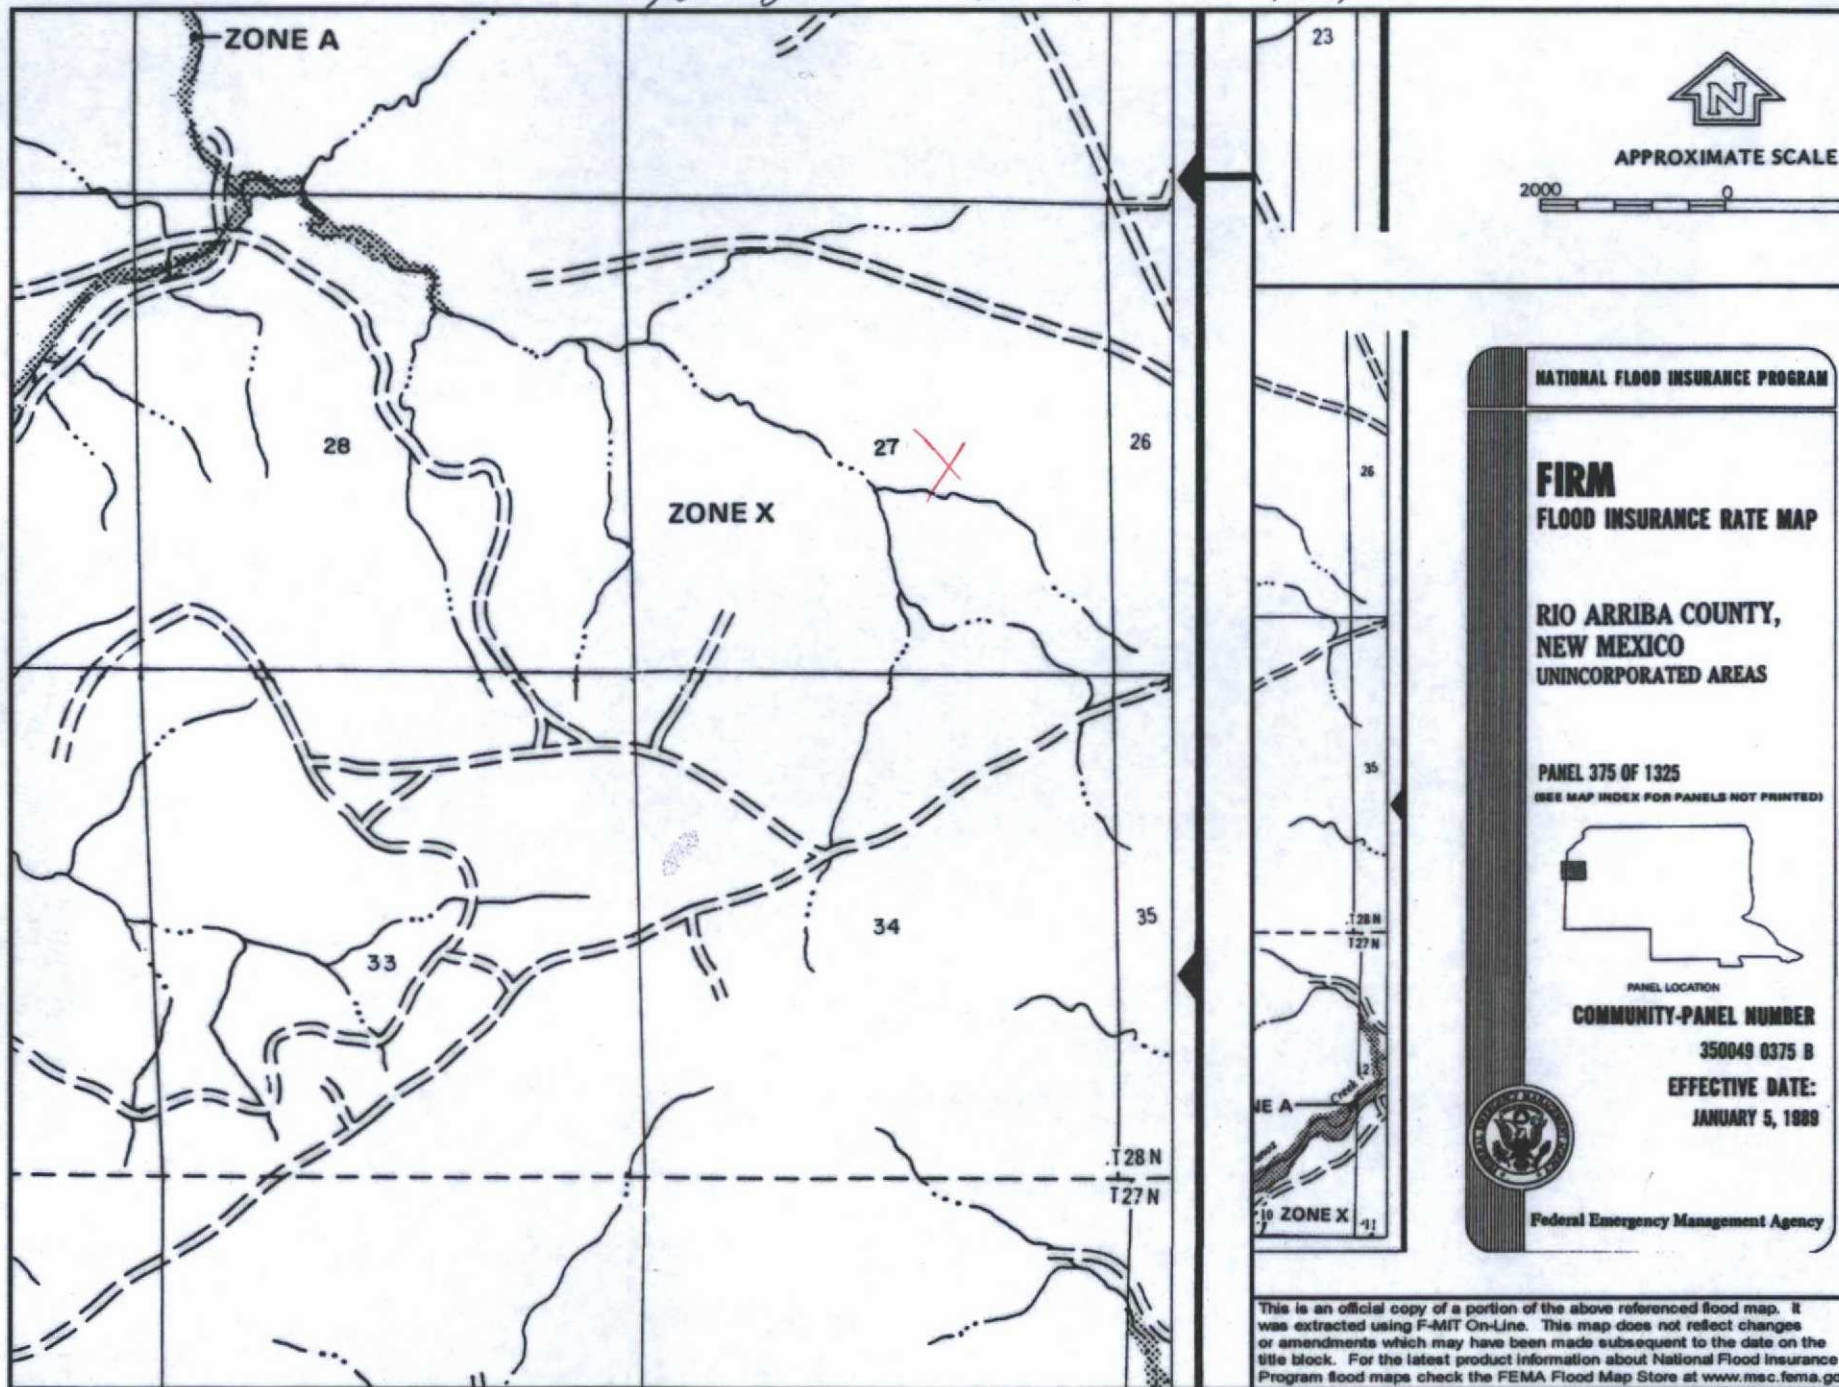 ZONE A
23
N
APPROXIMATE SCALE
2000 0
28
27
26
ZONE X
33
34
35
T28N
T27N
26
35
T28N
T27N
NE A
Creek
2
10 ZONE X 11
NATIONAL FLOOD INSURANCE PROGRAM
FIRM
FLOOD INSURANCE RATE MAP
RIO ARRIBA COUNTY,
NEW MEXICO
UNINCORPORATED AREAS
PANEL 375 OF 1325
(SEE MAP INDEX FOR PANELS NOT PRINTED)
PANEL LOCATION
COMMUNITY-PANEL NUMBER
350049 0375 B
EFFECTIVE DATE:
JANUARY 5, 1989
Federal Emergency Management Agency
This is an official copy of a portion of the above referenced flood map. It
was extracted using F-MIT On-Line. This map does not reflect changes
or amendments which may have been made subsequent to the date on the
title block. For the latest product information about National Flood Insurance
Program flood maps check the FEMA Flood Map Store at www.msc.fema.go